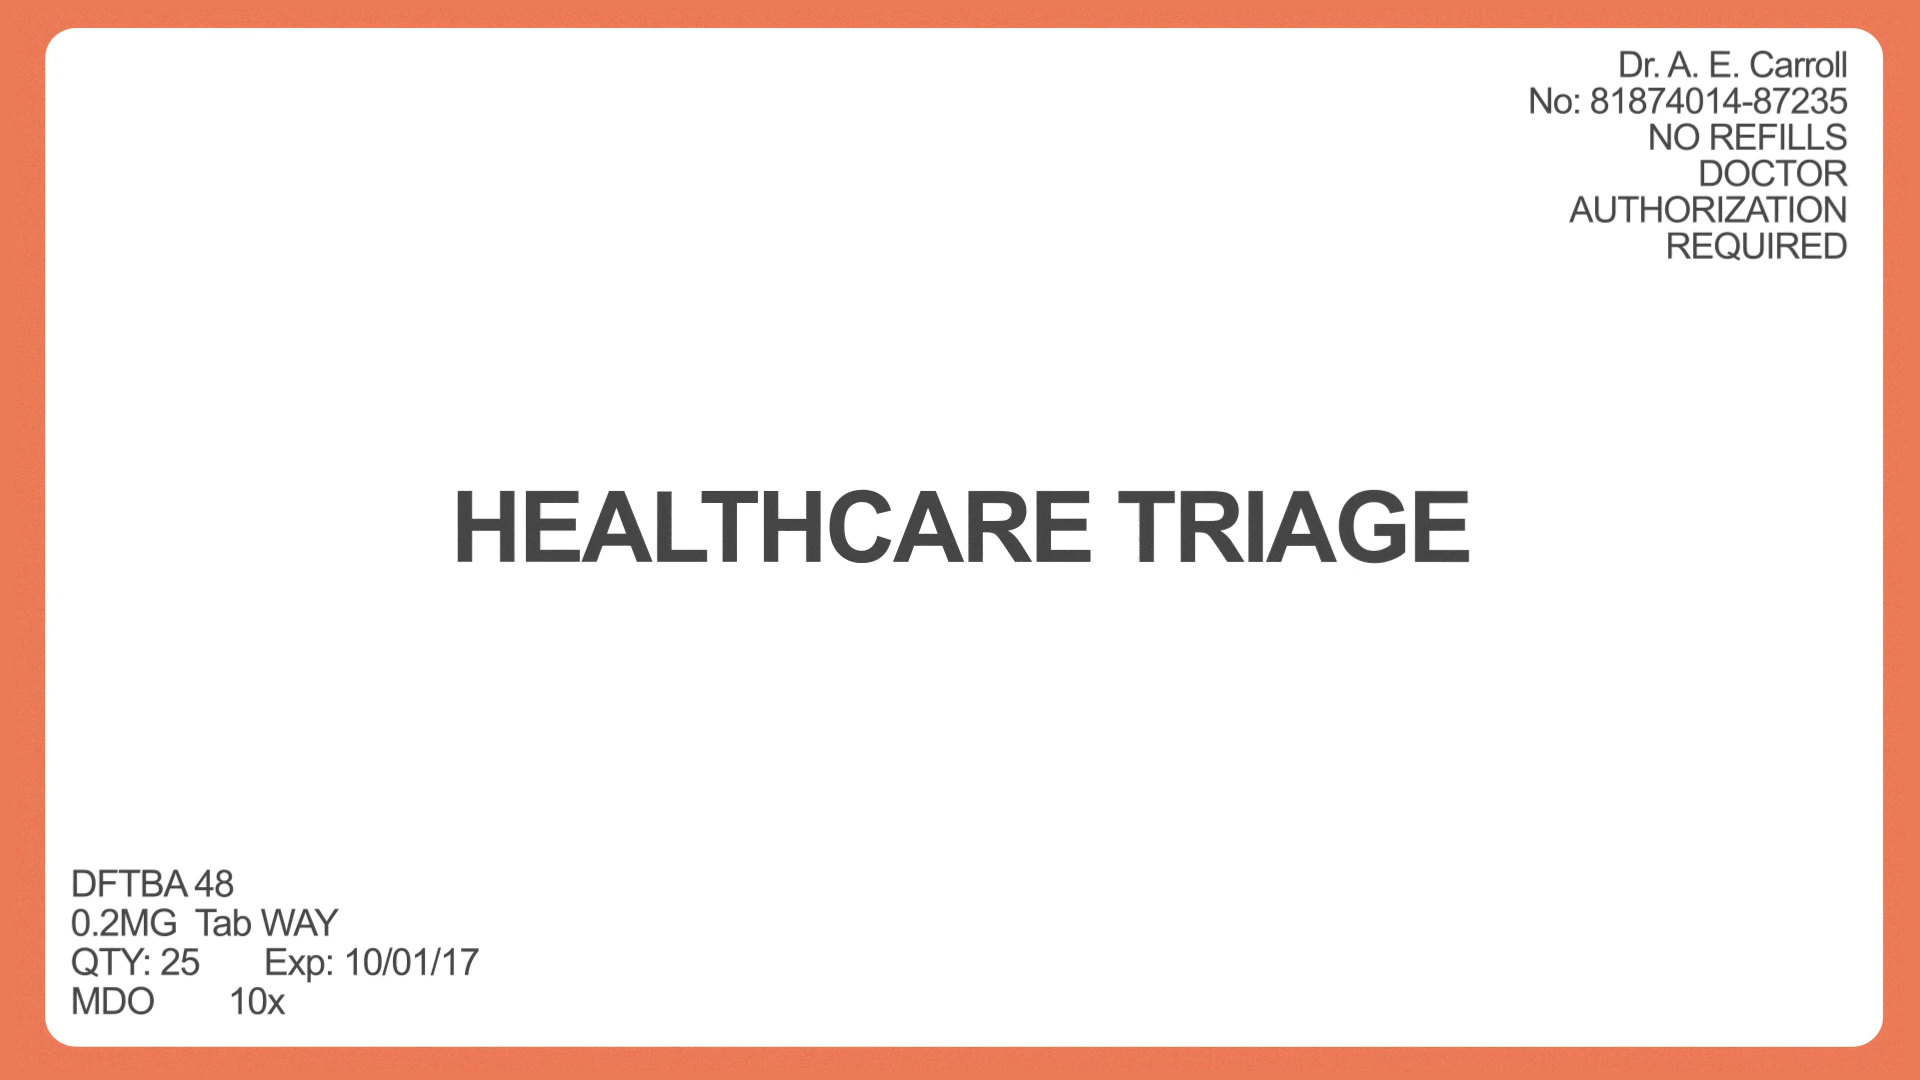 Dr. A. E. Carroll
No: 81874014-87235
NO REFILLS
DOCTOR
AUTHORIZATION
REQUIRED
HEALTHCARE TRIAGE
DFTBA 48
0.2MG Tab WAY
QTY: 25 Exp: 10/01/17
MDO 10x